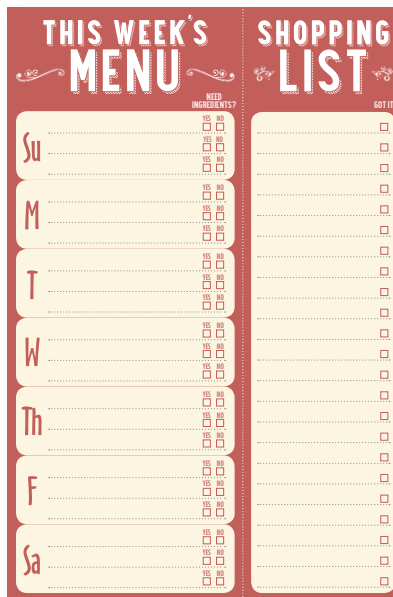 THIS WEEK'S
MENU
NEED
INGREDIENTS?
Su
YES NO
YES NO
YES NO
M
YES NO
YES NO
YES NO
T
YES NO
YES NO
YES NO
W
YES NO
YES NO
YES NO
Th
YES NO
YES NO
YES NO
F
YES NO
YES NO
YES NO
Sa
YES NO
YES NO
YES NO
SHOPPING
LIST
GOT IT